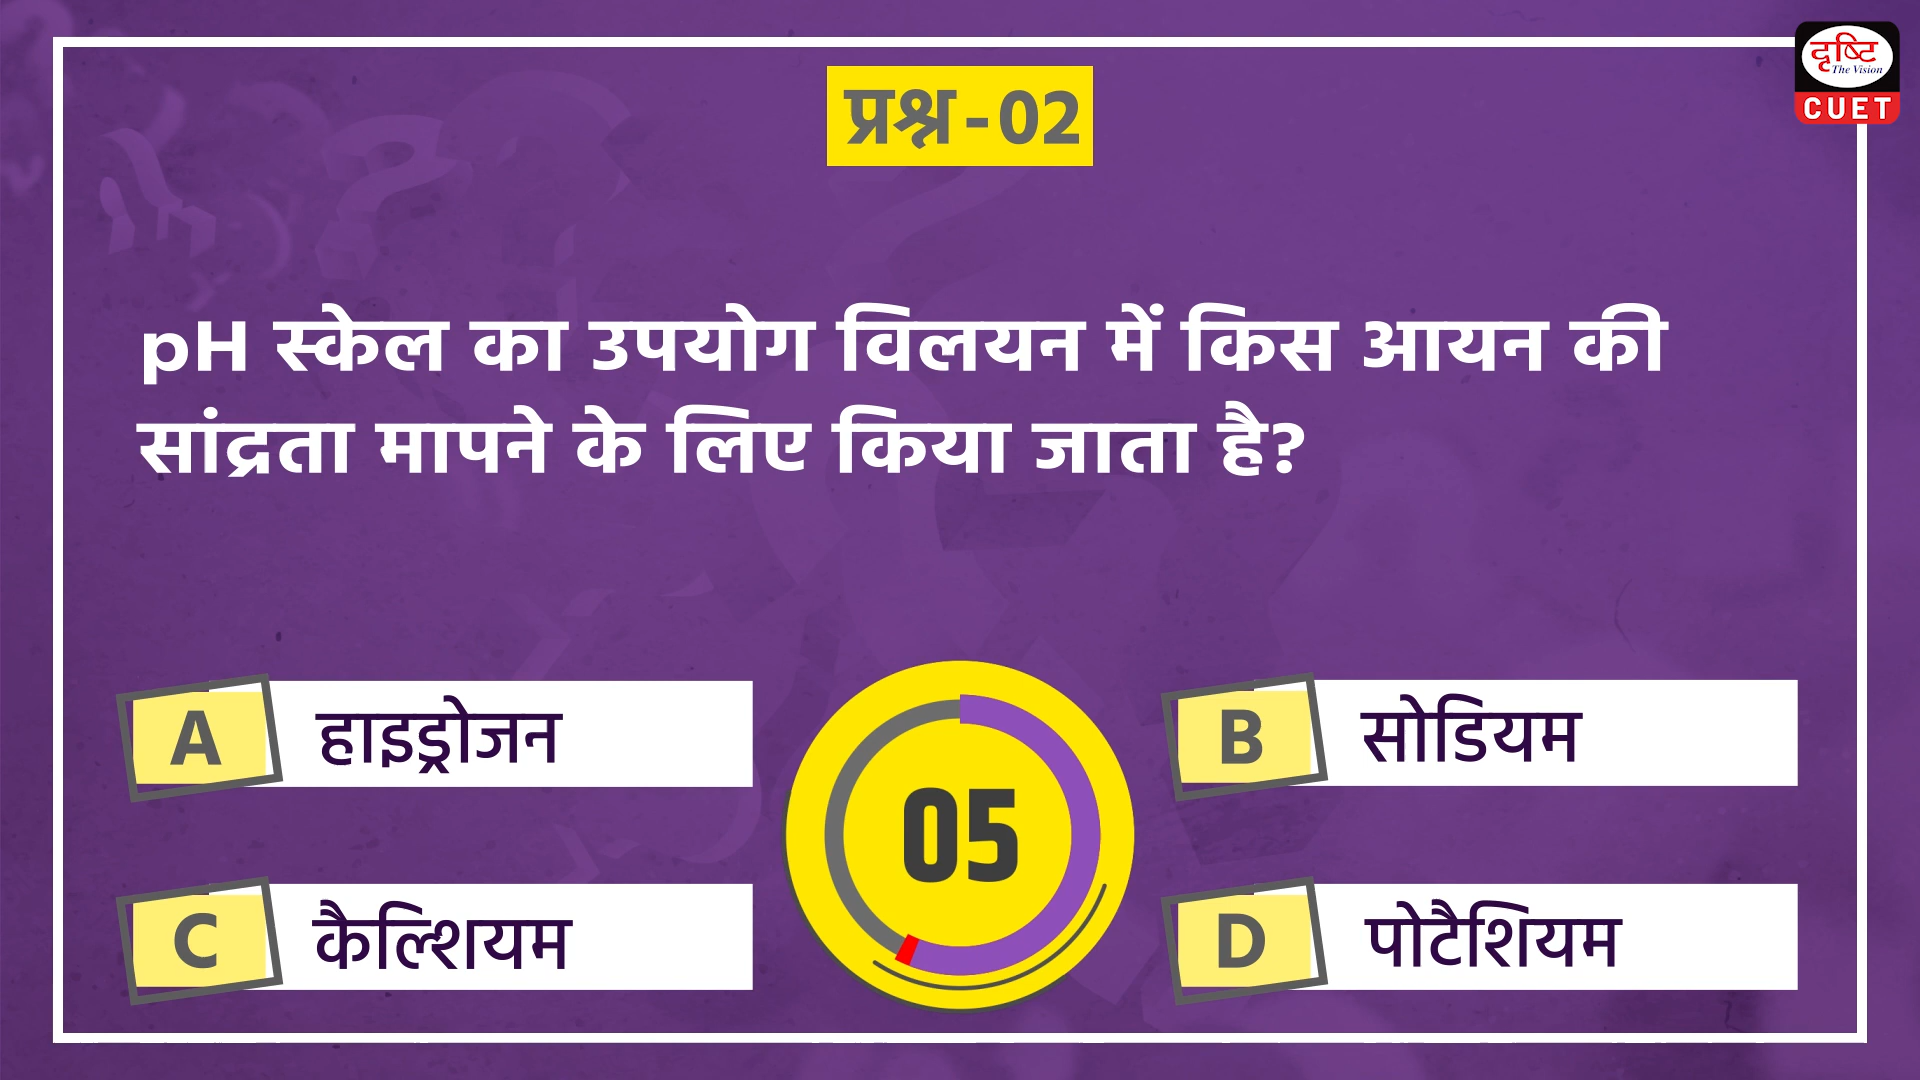 दृष्टि
The Vision
CUET
प्रश्न-02
pH स्केल का उपयोग विलयन में किस आयन की
सांद्रता मापने के लिए किया जाता है?
A हाइड्रोजन
B सोडियम
05
C कैल्शियम
D पोटैशियम